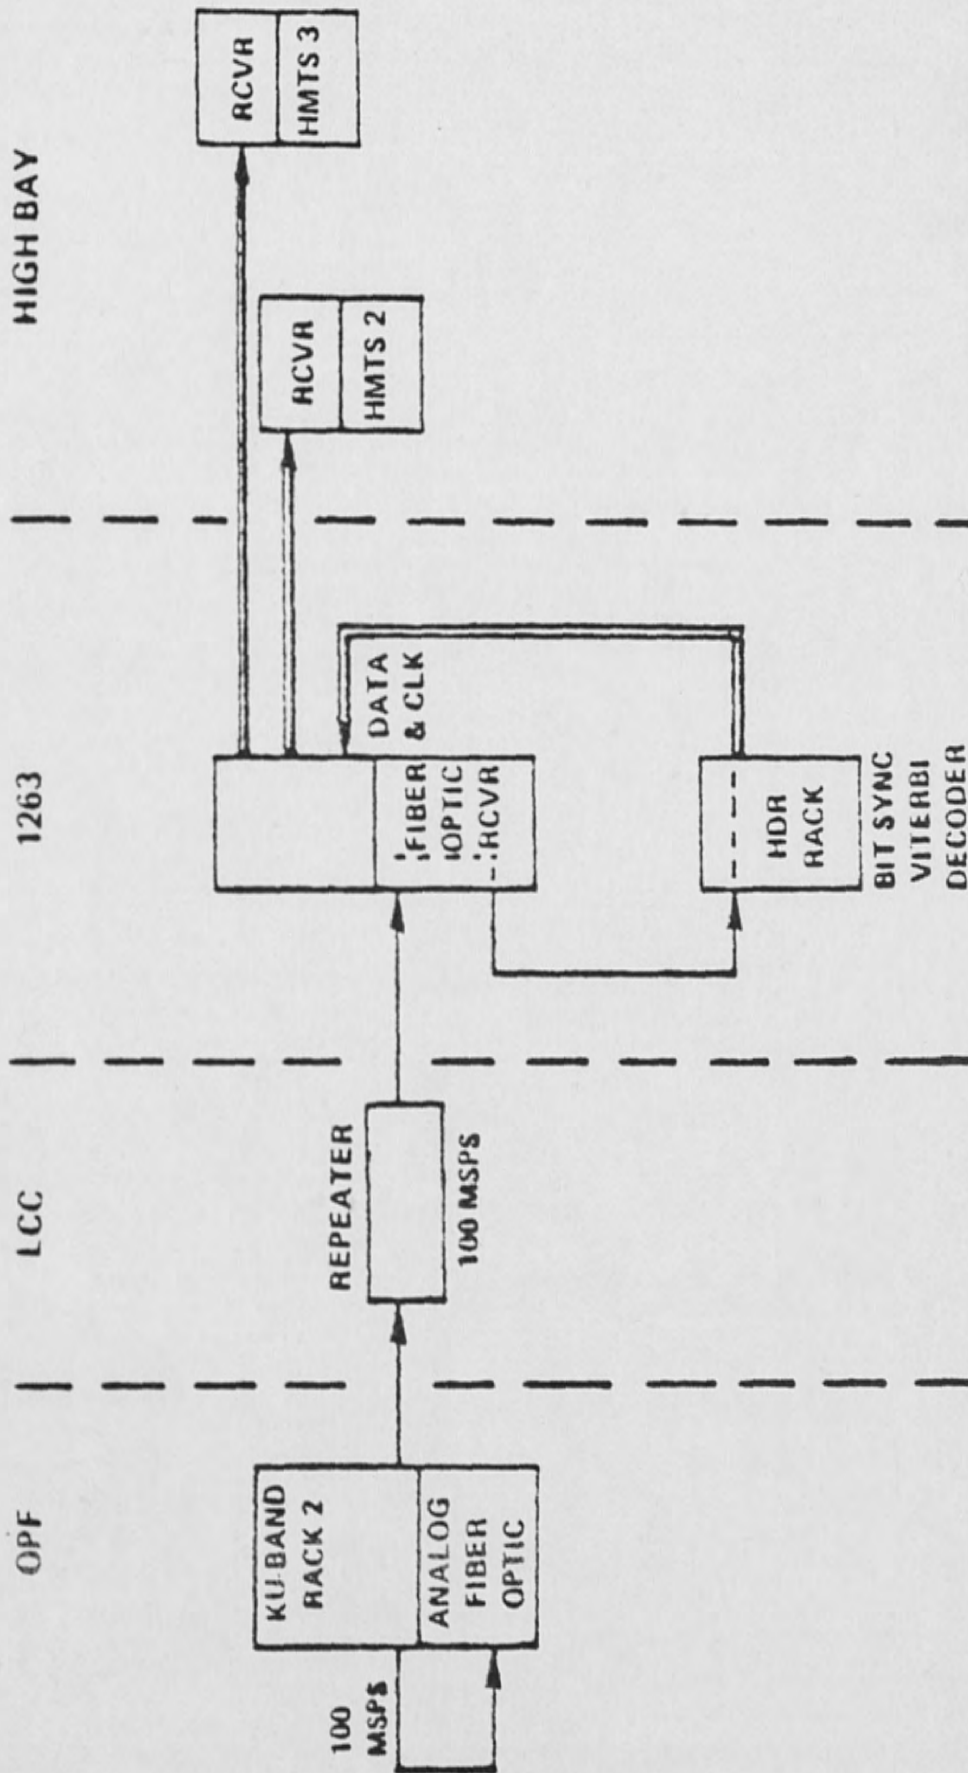 OPF
LCC
1263
HIGH BAY
100
MSPS
KU-BAND
RACK 2
ANALOG
FIBER
OPTIC
REPEATER
100 MSPS
FIBER
OPTIC
RCVR
DATA
& CLK
HDR
RACK
BIT SYNC
VITERBI
DECODER
RCVR
HMTS 2
RCVR
HMTS 3